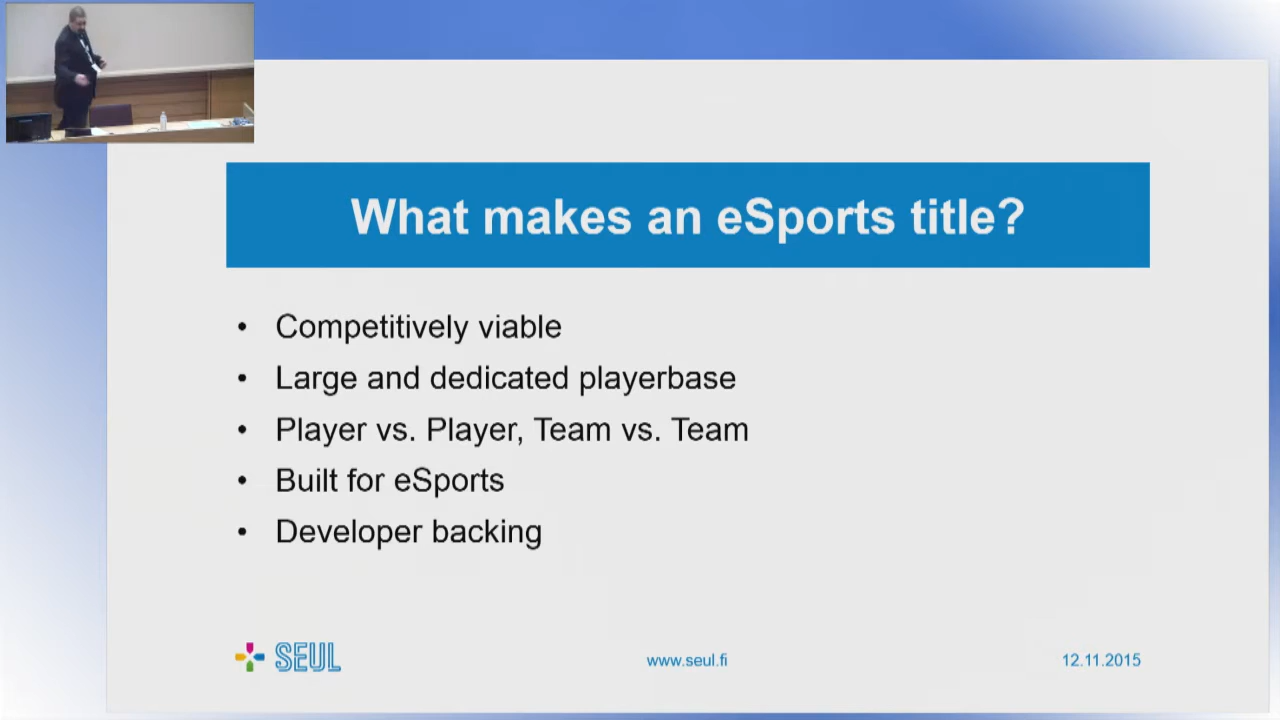 What makes an eSports title?
• Competitively viable
• Large and dedicated playerbase
• Player vs. Player, Team vs. Team
• Built for eSports
• Developer backing
SEUL
www.seul.fi
12.11.2015